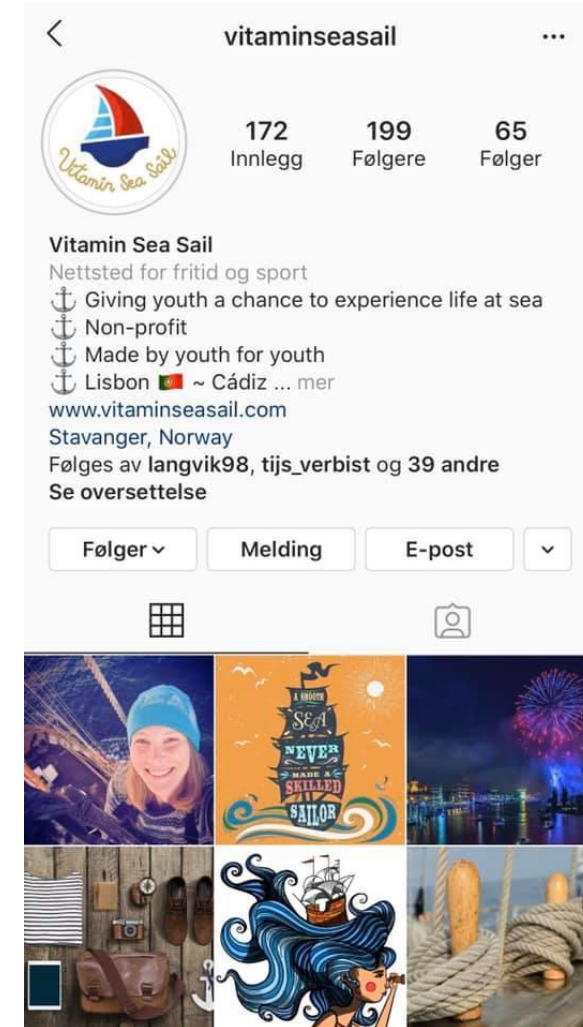 vitaminseasail
172 199 65
Innlegg Følgere Følger
Vitamin Sea Sail
Vitamin Sea Sail
Nettsted for fritid og sport
⚓ Giving youth a chance to experience life at sea
⚓ Non-profit
⚓ Made by youth for youth
⚓ Lisbon 🇵🇹 ~ Cádiz ... mer
www.vitaminseasail.com
Stavanger, Norway
Følges av langvik98, tijs_verbist og 39 andre
Se oversettelse
Følger Melding E-post
A SMOOTH
SEA
NEVER
MADE A
SKILLED
SAILOR